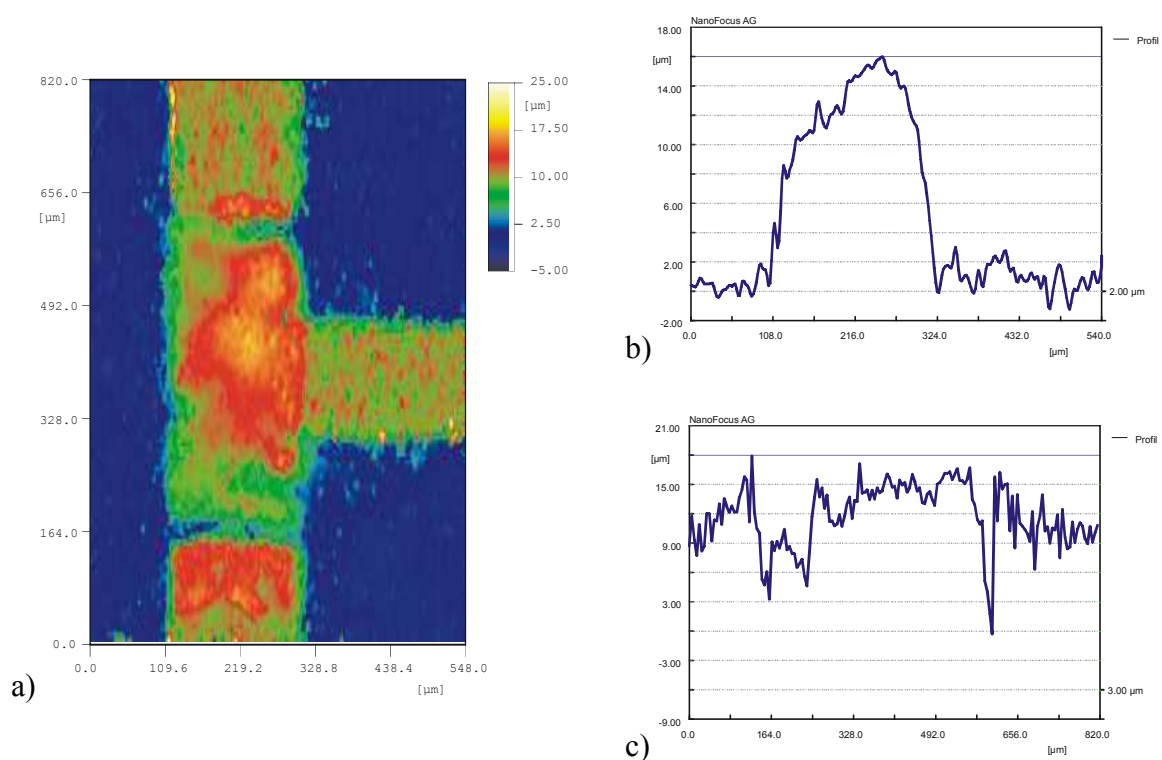 820.0
656.0
[µm]
492.0
328.0
164.0
0.0
0.0 109.6 219.2 328.8 438.4 548.0
[µm]
25.00
[µm]
17.50
10.00
2.50
-5.00
a)
NanoFocus AG
18.00
[µm]
14.00
10.00
6.00
2.00
-2.00
0.0 108.0 216.0 324.0 432.0 540.0
[µm]
Profil
2.00 µm
b)
NanoFocus AG
21.00
[µm]
15.00
9.00
3.00
-3.00
-9.00
0.0 164.0 328.0 492.0 656.0 820.0
[µm]
Profil
3.00 µm
c)